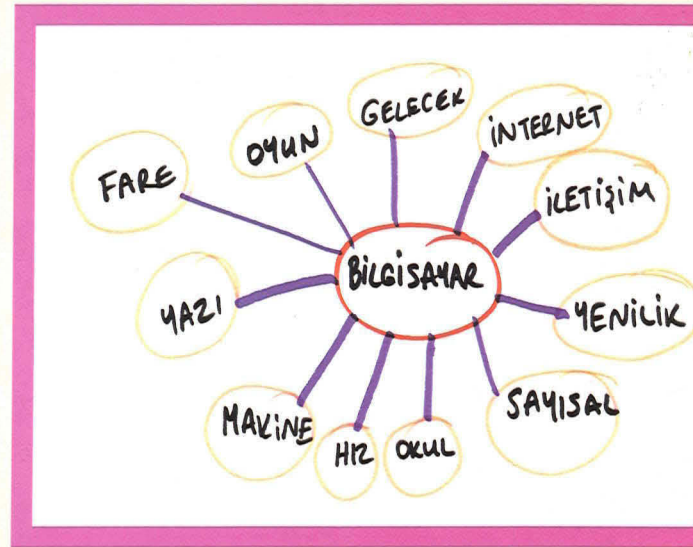 GELECEK
OYUN
İNTERNET
FARE
İLETİŞİM
BİLGİSAYAR
YAZI
YENİLİK
SAYISAL
MAKİNE
HIZ
OKUL